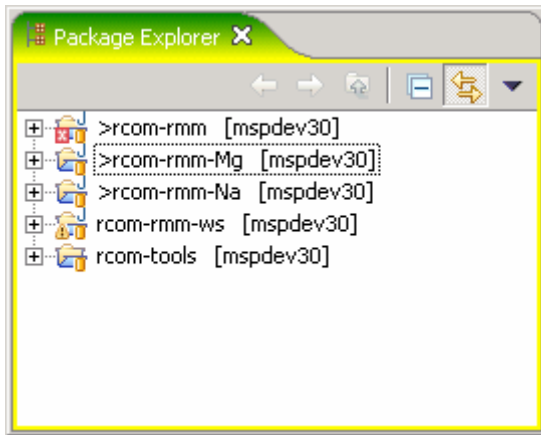 Package Explorer
>rcom-rmm [mspdev30]
>rcom-rmm-Mg [mspdev30]
>rcom-rmm-Na [mspdev30]
rcom-rmm-ws [mspdev30]
rcom-tools [mspdev30]